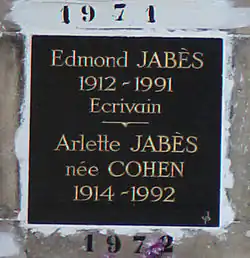 1971
Edmond JABÈS
1912-1991
Ecrivain
Arlette JABÈS
née COHEN
1914-1992
1972